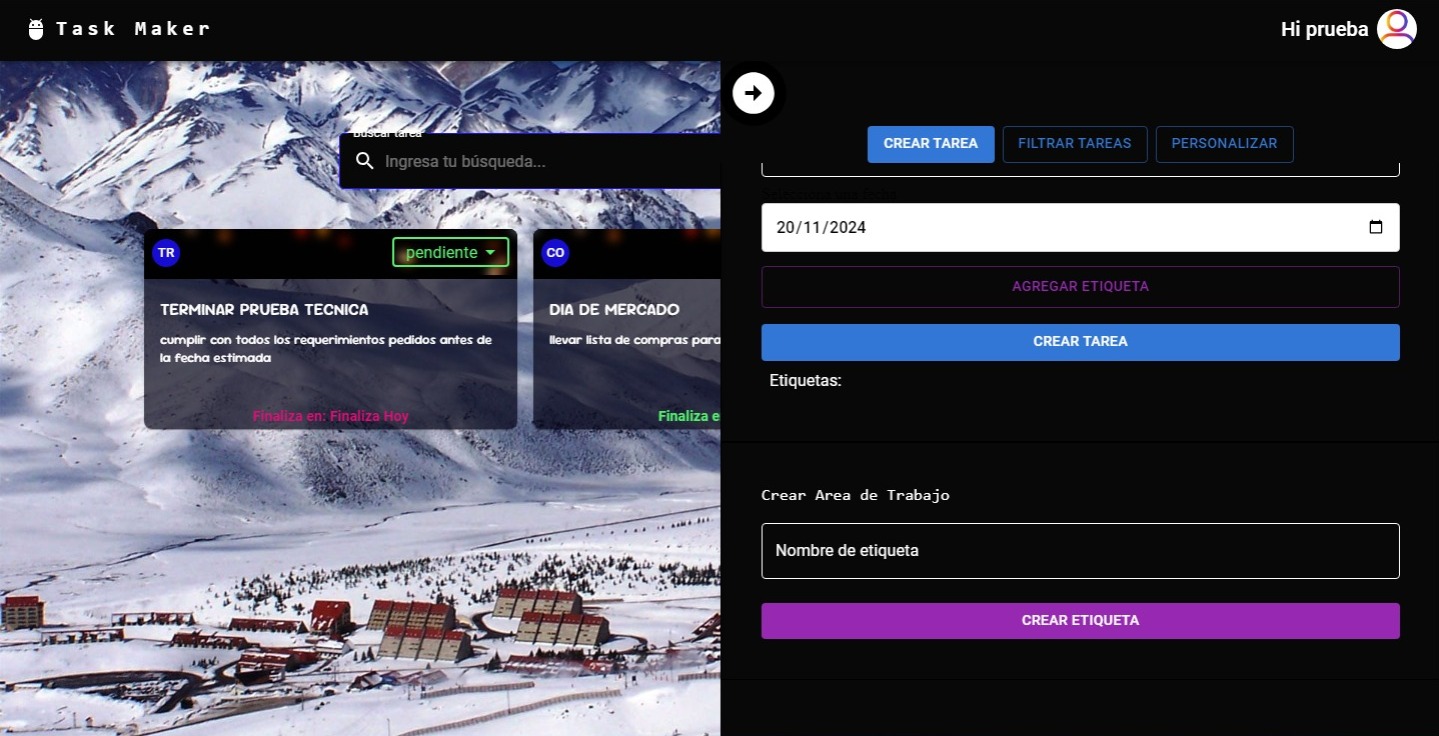 Task Maker
Hi prueba
Buscar tarea
Ingresa tu búsqueda...
TR
pendiente
TERMINAR PRUEBA TECNICA
cumplir con todos los requerimientos pedidos antes de
la fecha estimada
Finaliza en: Finaliza Hoy
CO
DIA DE MERCADO
llevar lista de compras para
Finaliza e
CREAR TAREA
FILTRAR TAREAS
PERSONALIZAR
20/11/2024
AGREGAR ETIQUETA
CREAR TAREA
Etiquetas:
Crear Area de Trabajo
Nombre de etiqueta
CREAR ETIQUETA